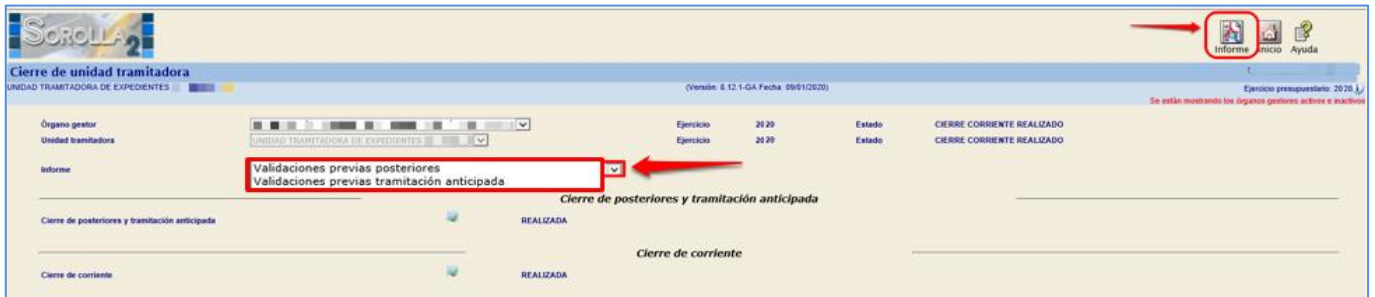 SOROLLA2
Informe Inicio Ayuda
Cierre de unidad tramitadora
UNIDAD TRAMITADORA DE EXPEDIENTES (Versión: 8.12.1-GA Fecha: 09/01/2020) Ejercicio presupuestario: 2020
Se están mostrando los órganos gestores activos e inactivos
Órgano gestor Ejercicio 2020 Estado CIERRE CORRIENTE REALIZADO
Unidad tramitadora UNIDAD TRAMITADORA DE EXPEDIENTES Ejercicio 2020 Estado CIERRE CORRIENTE REALIZADO
Informe Validaciones previas posteriores
Validaciones previas tramitación anticipada
Cierre de posteriores y tramitación anticipada
Cierre de posteriores y tramitación anticipada REALIZADA
Cierre de corriente
Cierre de corriente REALIZADA